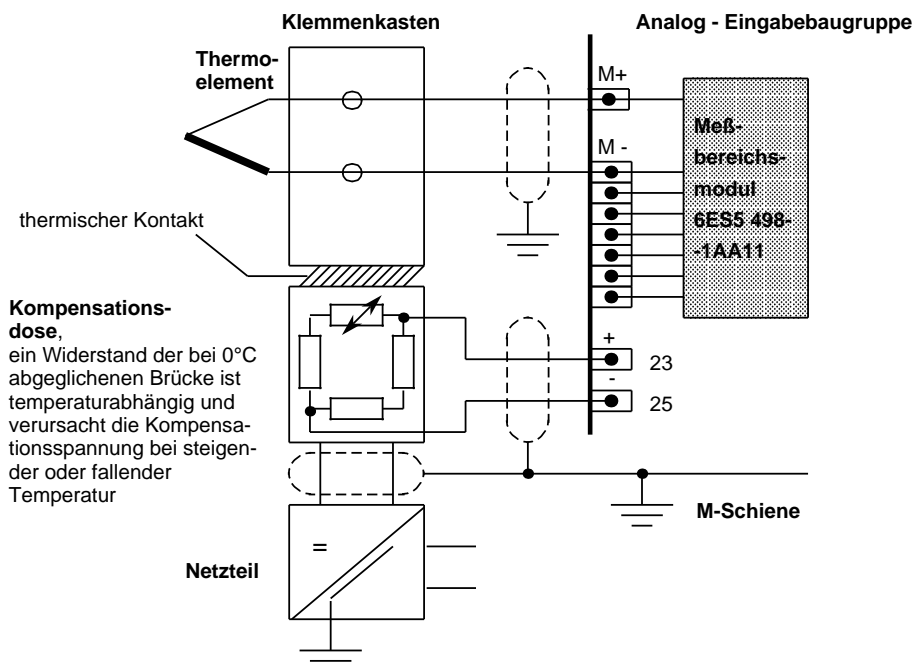 Klemmenkasten
Analog - Eingabebaugruppe
Thermo-
element
M+
Meß-
bereichs-
modul
6ES5 498-
-1AA11
M -
thermischer Kontakt
Kompensations-
dose,
ein Widerstand der bei 0°C
abgeglichenen Brücke ist
temperaturabhängig und
verursacht die Kompensa-
tionsspannung bei steigen-
der oder fallender
Temperatur
+
23
-
25
M-Schiene
=
Netzteil